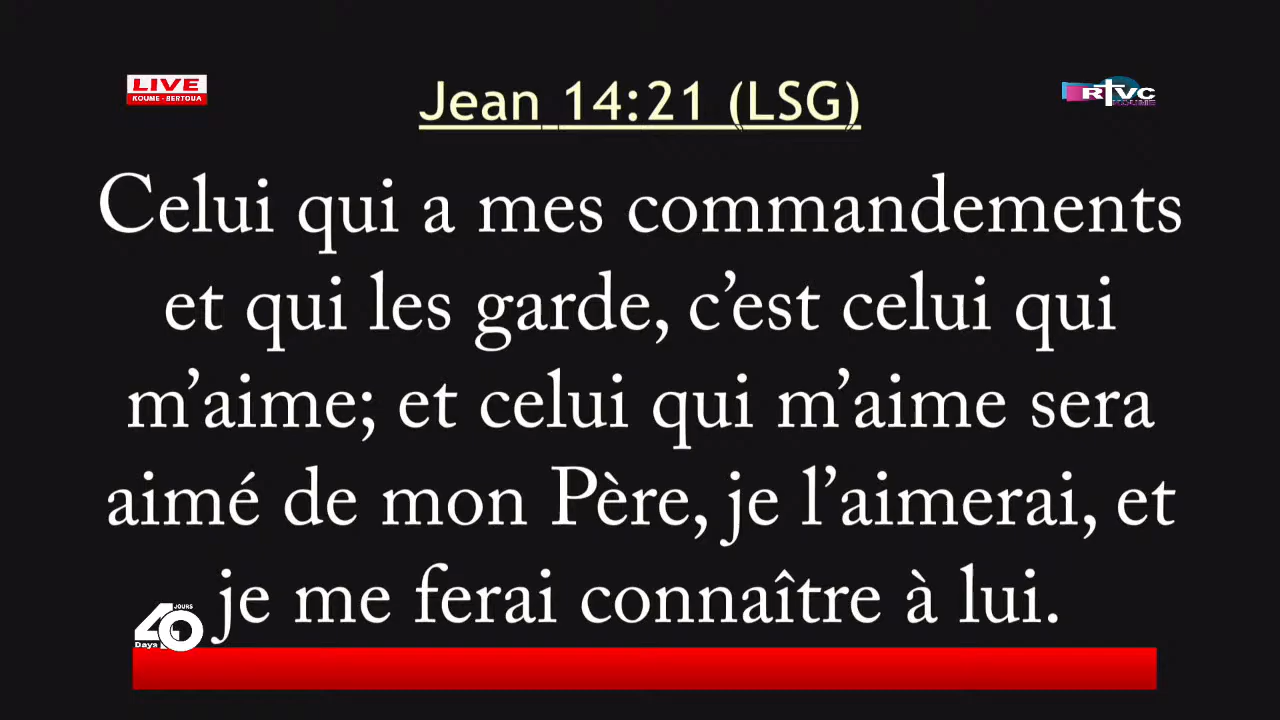 LIVE
KOUME - BERTOUA
Jean 14:21 (LSG)
RTVC
KOUME
Celui qui a mes commandements
et qui les garde, c’est celui qui
m’aime; et celui qui m’aime sera
aimé de mon Père, je l’aimerai, et
je me ferai connaître à lui.
40 JOURS
Days